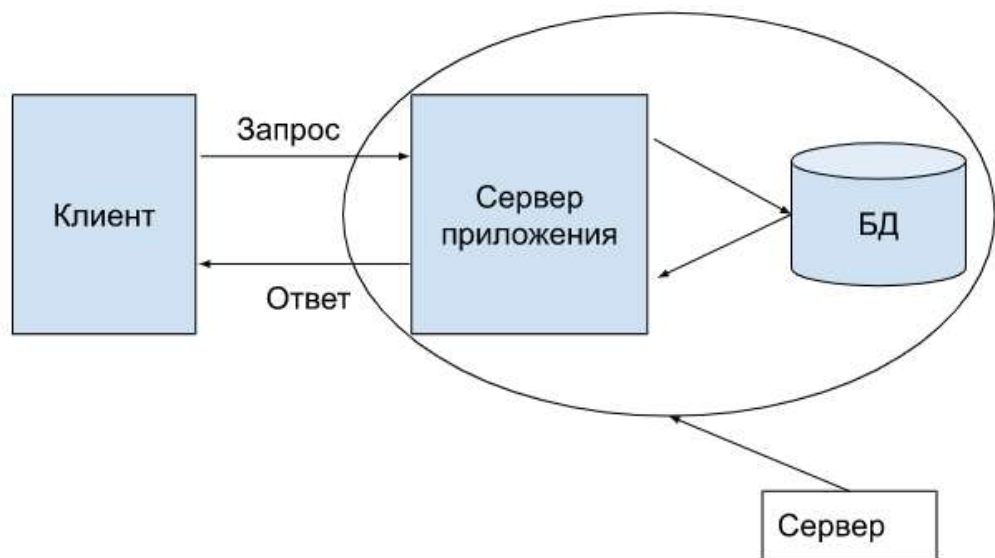 Запрос
Клиент
Сервер
приложения
БД
Ответ
Сервер